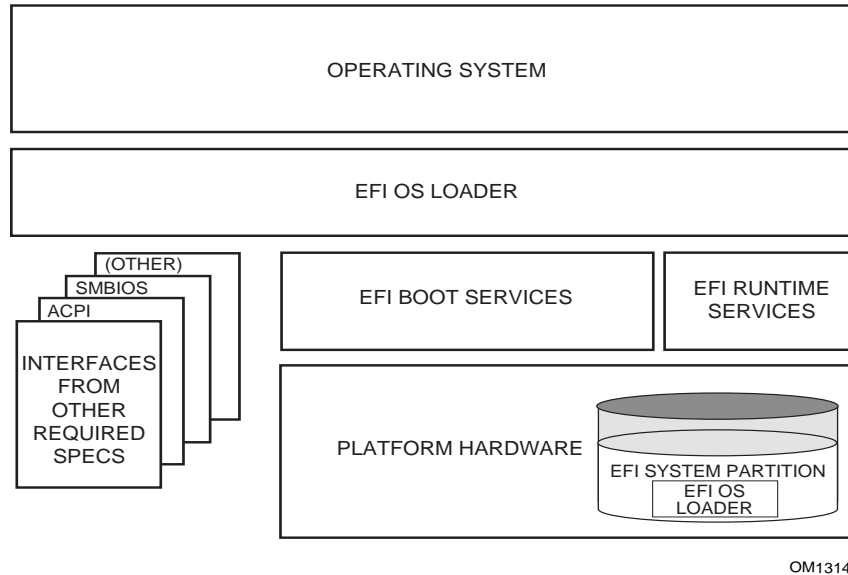 OPERATING SYSTEM
EFI OS LOADER
(OTHER)
SMBIOS
ACPI
INTERFACES
FROM
OTHER
REQUIRED
SPECS
EFI BOOT SERVICES
EFI RUNTIME
SERVICES
PLATFORM HARDWARE
EFI SYSTEM PARTITION
EFI OS
LOADER
OM1314